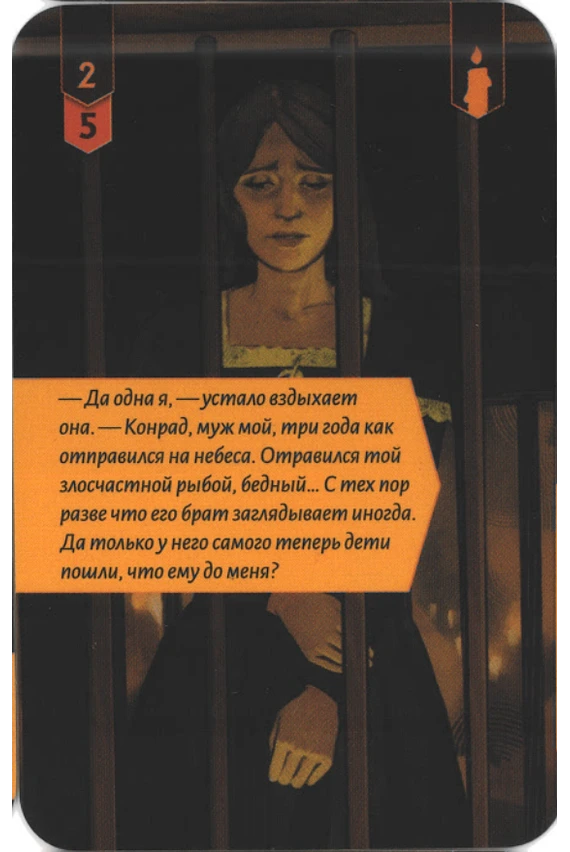 2
5
— Да одна я, — устало вздыхает
она. — Конрад, муж мой, три года как
отправился на небеса. Отравился той
злосчастной рыбой, бедный... С тех пор
разве что его брат заглядывает иногда.
Да только у него самого теперь дети
пошли, что ему до меня?